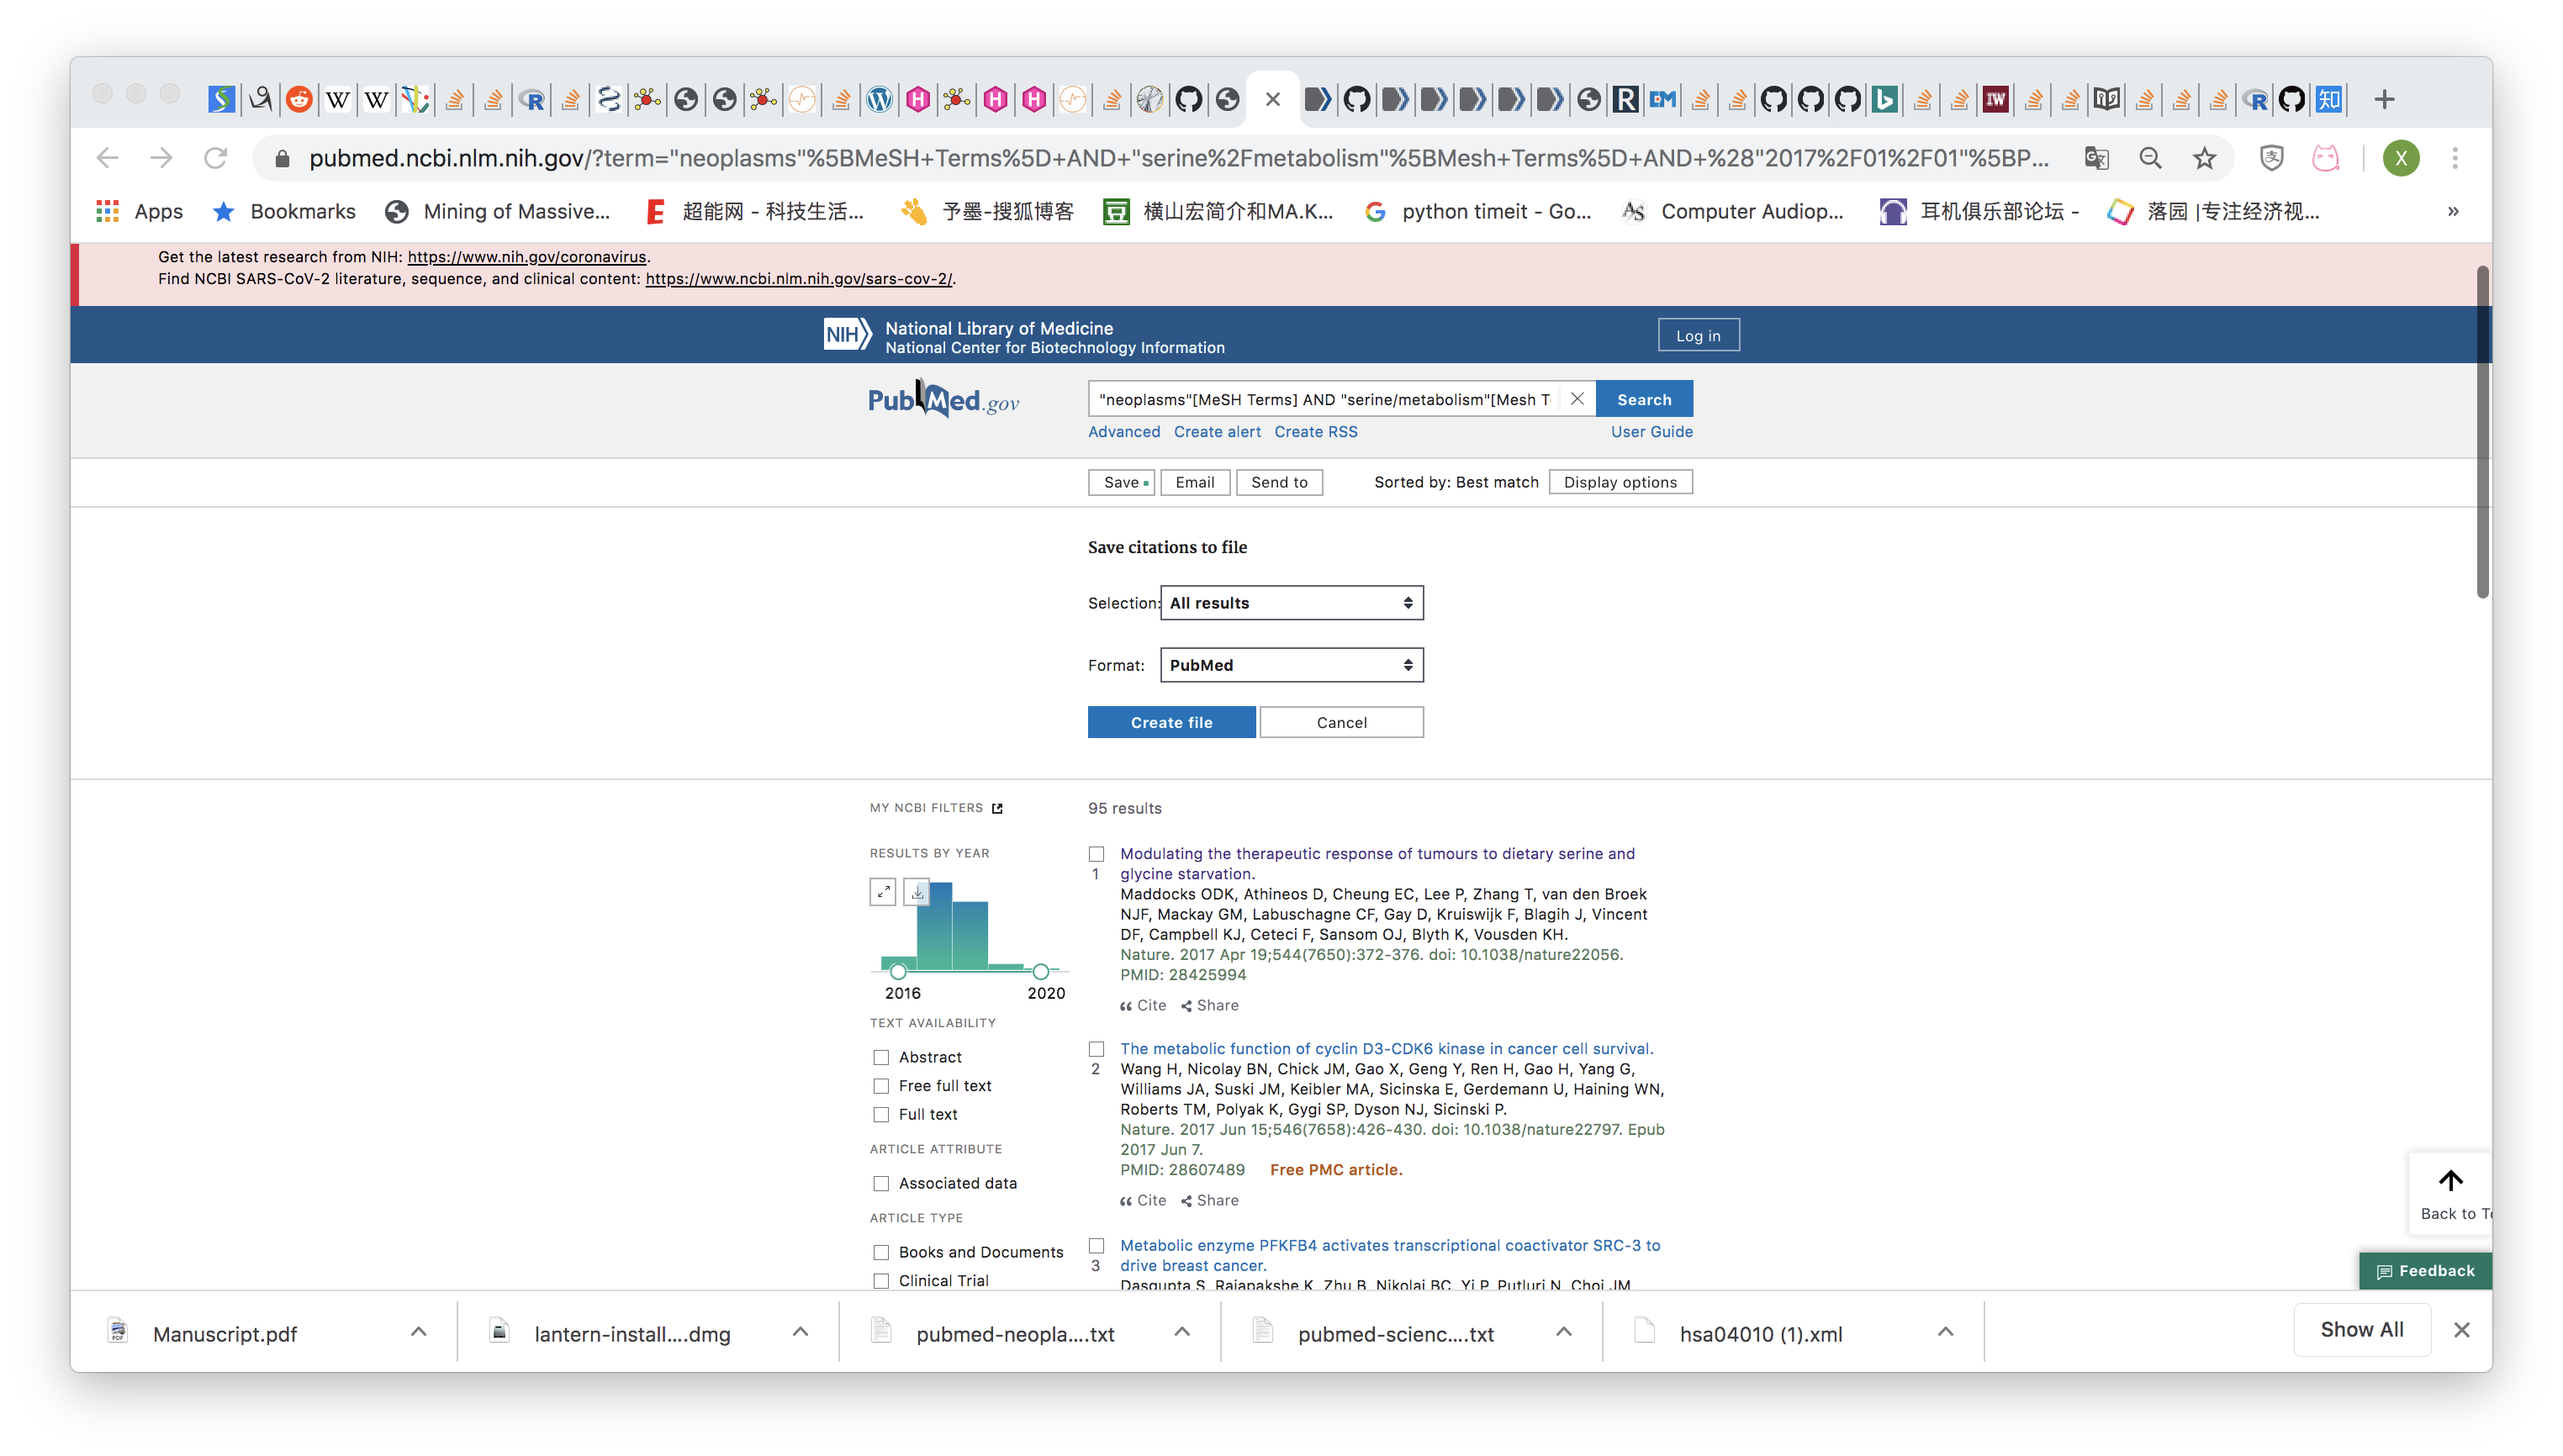 pubmed.ncbi.nlm.nih.gov/?term="neoplasms"%5BMeSH+Terms%5D+AND+"serine%2Fmetabolism"%5BMesh+Terms%5D+AND+%28"2017%2F01%2F01"%5BP...
X
Apps Bookmarks Mining of Massive... 超能网 - 科技生活... 予墨-搜狐博客 横山宏简介和MA.K... python timeit - Go... Computer Audiop... 耳机俱乐部论坛 - 落园 |专注经济视... »
Get the latest research from NIH: https://www.nih.gov/coronavirus.
Find NCBI SARS-CoV-2 literature, sequence, and clinical content: https://www.ncbi.nlm.nih.gov/sars-cov-2/.
NIH National Library of Medicine
National Center for Biotechnology Information
Log in
PubMed.gov
"neoplasms"[MeSH Terms] AND "serine/metabolism"[Mesh T
Search
Advanced Create alert Create RSS User Guide
Save Email Send to Sorted by: Best match Display options
Save citations to file
Selection: All results
Format: PubMed
Create file Cancel
MY NCBI FILTERS
95 results
RESULTS BY YEAR
2016 2020
TEXT AVAILABILITY
Abstract
Free full text
Full text
ARTICLE ATTRIBUTE
Associated data
ARTICLE TYPE
Books and Documents
Clinical Trial
1
Modulating the therapeutic response of tumours to dietary serine and
glycine starvation.
Maddocks ODK, Athineos D, Cheung EC, Lee P, Zhang T, van den Broek
NJF, Mackay GM, Labuschagne CF, Gay D, Kruiswijk F, Blagih J, Vincent
DF, Campbell KJ, Ceteci F, Sansom OJ, Blyth K, Vousden KH.
Nature. 2017 Apr 19;544(7650):372-376. doi: 10.1038/nature22056.
PMID: 28425994
Cite Share
2
The metabolic function of cyclin D3-CDK6 kinase in cancer cell survival.
Wang H, Nicolay BN, Chick JM, Gao X, Geng Y, Ren H, Gao H, Yang G,
Williams JA, Suski JM, Keibler MA, Sicinska E, Gerdemann U, Haining WN,
Roberts TM, Polyak K, Gygi SP, Dyson NJ, Sicinski P.
Nature. 2017 Jun 15;546(7658):426-430. doi: 10.1038/nature22797. Epub
2017 Jun 7.
PMID: 28607489 Free PMC article.
Cite Share
3
Metabolic enzyme PFKFB4 activates transcriptional coactivator SRC-3 to
drive breast cancer.
Dasgupta S, Rajapakshe K, Zhu B, Nikolai BC, Yi P, Putluri N, Choi JM,
Back to T
Feedback
Manuscript.pdf lantern-install....dmg pubmed-neopla....txt pubmed-scienc....txt hsa04010 (1).xml Show All